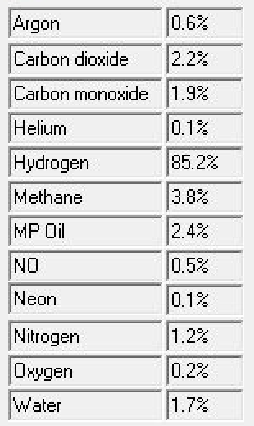 Argon 0.6%
Carbon dioxide 2.2%
Carbon monoxide 1.9%
Helium 0.1%
Hydrogen 85.2%
Methane 3.8%
MP Oil 2.4%
NO 0.5%
Neon 0.1%
Nitrogen 1.2%
Oxygen 0.2%
Water 1.7%